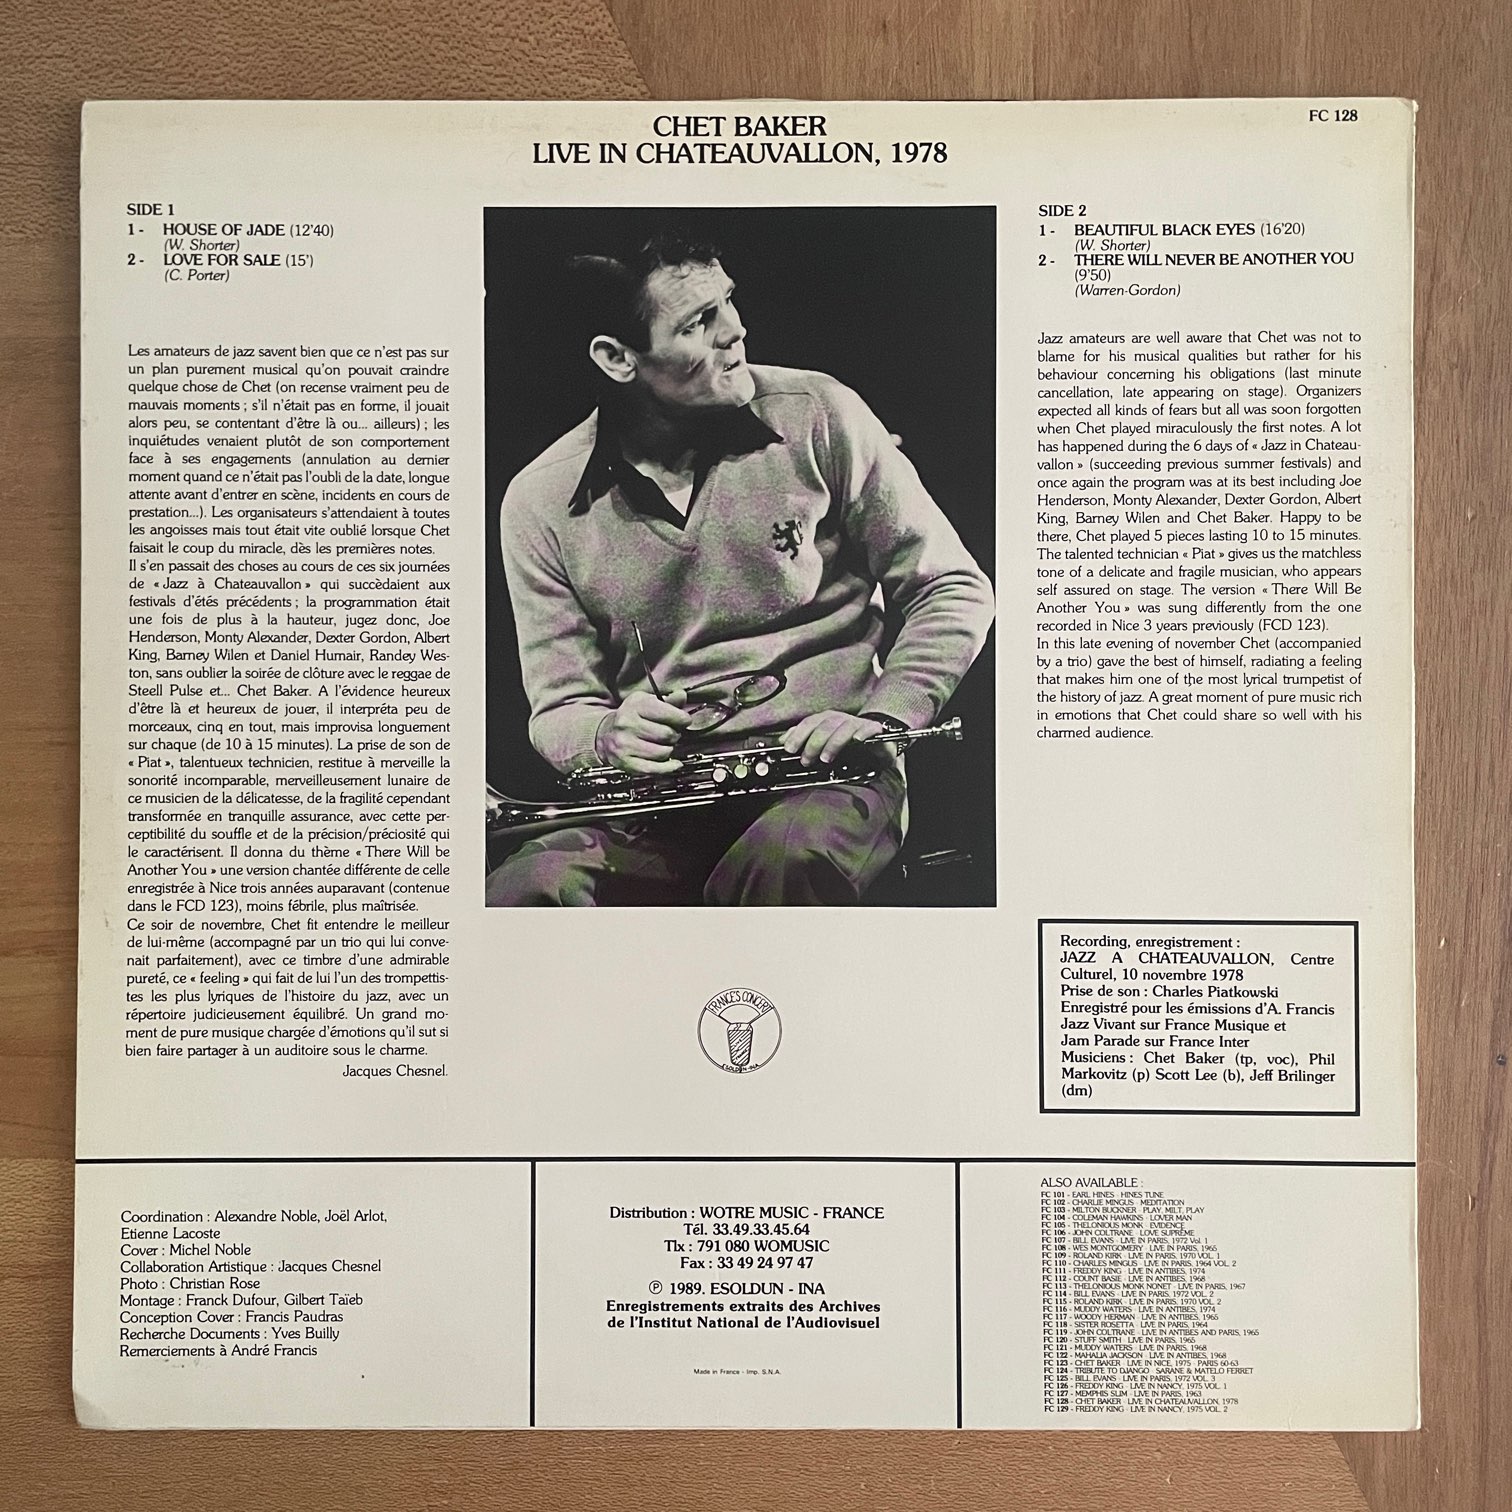 CHET BAKER
LIVE IN CHATEAUVALLON, 1978
FC 128
SIDE 1
1 - HOUSE OF JADE (12'40)
(W. Shorter)
2 - LOVE FOR SALE (15')
(C. Porter)
Les amateurs de jazz savent bien que ce n'est pas sur
un plan purement musical qu'on pouvait craindre
quelque chose de Chet (on recense vraiment peu de
mauvais moments ; s'il n'était pas en forme, il jouait
alors peu, se contentant d'être là ou... ailleurs) ; les
inquiétudes venaient plutôt de son comportement
face à ses engagements (annulation au dernier
moment quand ce n'était pas l'oubli de la date, longue
attente avant d'entrer en scène, incidents en cours de
prestation...). Les organisateurs s'attendaient à toutes
les angoisses mais tout était vite oublié lorsque Chet
faisait le coup du miracle, dès les premières notes.
Il s'en passait des choses au cours de ces six journées
de « Jazz à Chateauvallon » qui succèdaient aux
festivals d'étés précédents ; la programmation était
une fois de plus à la hauteur, jugez donc, Joe
Henderson, Monty Alexander, Dexter Gordon, Albert
King, Barney Wilen et Daniel Humair, Randey Wes-
ton, sans oublier la soirée de clôture avec le reggae de
Steell Pulse et... Chet Baker. A l'évidence heureux
d'être là et heureux de jouer, il interpréta peu de
morceaux, cinq en tout, mais improvisa longuement
sur chaque (de 10 à 15 minutes). La prise de son de
« Piat », talentueux technicien, restitue à merveille la
sonorité incomparable, merveilleusement lunaire de
ce musicien de la délicatesse, de la fragilité cependant
transformée en tranquille assurance, avec cette per-
ceptibilité du souffle et de la précision/préciosité qui
le caractérisent. Il donna du thème « There Will be
Another You » une version chantée différente de celle
enregistrée à Nice trois années auparavant (contenue
dans le FCD 123), moins fébrile, plus maîtrisée.
Ce soir de novembre, Chet fit entendre le meilleur
de lui-même (accompagné par un trio qui lui conve-
nait parfaitement), avec ce timbre d'une admirable
pureté, ce « feeling » qui fait de lui l'un des trompettis-
tes les plus lyriques de l'histoire du jazz, avec un
répertoire judicieusement équilibré. Un grand mo-
ment de pure musique chargée d'émotions qu'il sut si
bien faire partager à un auditoire sous le charme.
Jacques Chesnel.
SIDE 2
1 - BEAUTIFUL BLACK EYES (16'20)
(W. Shorter)
2 - THERE WILL NEVER BE ANOTHER YOU
(9'50)
(Warren-Gordon)
Jazz amateurs are well aware that Chet was not to
blame for his musical qualities but rather for his
behaviour concerning his obligations (last minute
cancellation, late appearing on stage). Organizers
expected all kinds of fears but all was soon forgotten
when Chet played miraculously the first notes. A lot
has happened during the 6 days of « Jazz in Chateau-
vallon » (succeeding previous summer festivals) and
once again the program was at its best including Joe
Henderson, Monty Alexander, Dexter Gordon, Albert
King, Barney Wilen and Chet Baker. Happy to be
there, Chet played 5 pieces lasting 10 to 15 minutes.
The talented technician « Piat » gives us the matchless
tone of a delicate and fragile musician, who appears
self assured on stage. The version « There Will Be
Another You » was sung differently from the one
recorded in Nice 3 years previously (FCD 123).
In this late evening of november Chet (accompanied
by a trio) gave the best of himself, radiating a feeling
that makes him one of the most lyrical trumpetist of
the history of jazz. A great moment of pure music rich
in emotions that Chet could share so well with his
charmed audience.
FRANCE'S CONCERT
ESOLDUN-INA
Recording, enregistrement :
JAZZ A CHATEAUVALLON, Centre
Culturel, 10 novembre 1978
Prise de son : Charles Piatkowski
Enregistré pour les émissions d'A. Francis
Jazz Vivant sur France Musique et
Jam Parade sur France Inter
Musiciens : Chet Baker (tp, voc), Phil
Markovitz (p) Scott Lee (b), Jeff Brilinger
(dm)
Coordination : Alexandre Noble, Joël Arlot,
Etienne Lacoste
Cover : Michel Noble
Collaboration Artistique : Jacques Chesnel
Photo : Christian Rose
Montage : Franck Dufour, Gilbert Taïeb
Conception Cover : Francis Paudras
Recherche Documents : Yves Builly
Remerciements à André Francis
Distribution : WOTRE MUSIC - FRANCE
Tél. 33.49.33.45.64
Tlx : 791 080 WOMUSIC
Fax : 33 49 24 97 47
℗ 1989. ESOLDUN - INA
Enregistrements extraits des Archives
de l'Institut National de l'Audiovisuel
Made in France - Imp. S.N.A.
ALSO AVAILABLE :
FC 101 - EARL HINES · HINES TUNE
FC 102 - CHARLIE MINGUS · MEDITATION
FC 103 - MILTON BUCKNER · PLAY, MILT, PLAY
FC 104 - COLEMAN HAWKINS · LOVER MAN
FC 105 - THELONIOUS MONK · EVIDENCE
FC 106 - JOHN COLTRANE · LOVE SUPRÊME
FC 107 - BILL EVANS · LIVE IN PARIS, 1972 Vol. 1
FC 108 - WES MONTGOMERY · LIVE IN PARIS, 1965
FC 109 - ROLAND KIRK · LIVE IN PARIS, 1970 VOL. 1
FC 110 - CHARLES MINGUS · LIVE IN PARIS, 1964 VOL. 2
FC 111 - FREDDY KING · LIVE IN ANTIBES, 1974
FC 112 - COUNT BASIE · LIVE IN ANTIBES, 1968
FC 113 - THELONIOUS MONK NONET · LIVE IN PARIS, 1967
FC 114 - BILL EVANS · LIVE IN PARIS, 1972 VOL. 2
FC 115 - ROLAND KIRK · LIVE IN PARIS, 1970 VOL. 2
FC 116 - MUDDY WATERS · LIVE IN ANTIBES, 1974
FC 117 - WOODY HERMAN · LIVE IN ANTIBES, 1965
FC 118 - SISTER ROSETTA · LIVE IN PARIS, 1964
FC 119 - JOHN COLTRANE · LIVE IN ANTIBES AND PARIS, 1965
FC 120 - STUFF SMITH · LIVE IN PARIS, 1965
FC 121 - MUDDY WATERS · LIVE IN PARIS, 1968
FC 122 - MAHALIA JACKSON · LIVE IN ANTIBES, 1968
FC 123 - CHET BAKER · LIVE IN NICE, 1975 · PARIS 60-63
FC 124 - TRIBUTE TO DJANGO · SARANE & MATELO FERRET
FC 125 - BILL EVANS · LIVE IN PARIS, 1972 VOL. 3
FC 126 - FREDDY KING · LIVE IN NANCY, 1975 VOL. 1
FC 127 - MEMPHIS SLIM · LIVE IN PARIS, 1963
FC 128 - CHET BAKER · LIVE IN CHATEAUVALLON, 1978
FC 129 - FREDDY KING · LIVE IN NANCY, 1975 VOL. 2